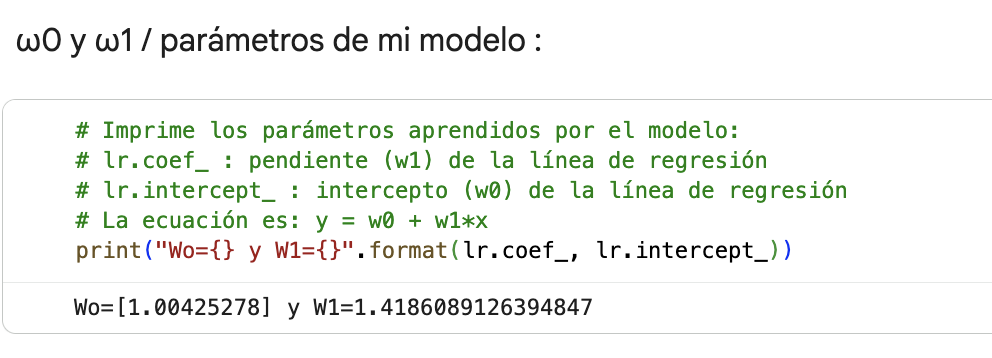 ω0 y ω1 / parámetros de mi modelo :
# Imprime los parámetros aprendidos por el modelo:
# lr.coef_ : pendiente (w1) de la línea de regresión
# lr.intercept_ : intercepto (w0) de la línea de regresión
# La ecuación es: y = w0 + w1*x
print("Wo={} y W1={}".format(lr.coef_, lr.intercept_))
Wo=[1.00425278] y W1=1.4186089126394847